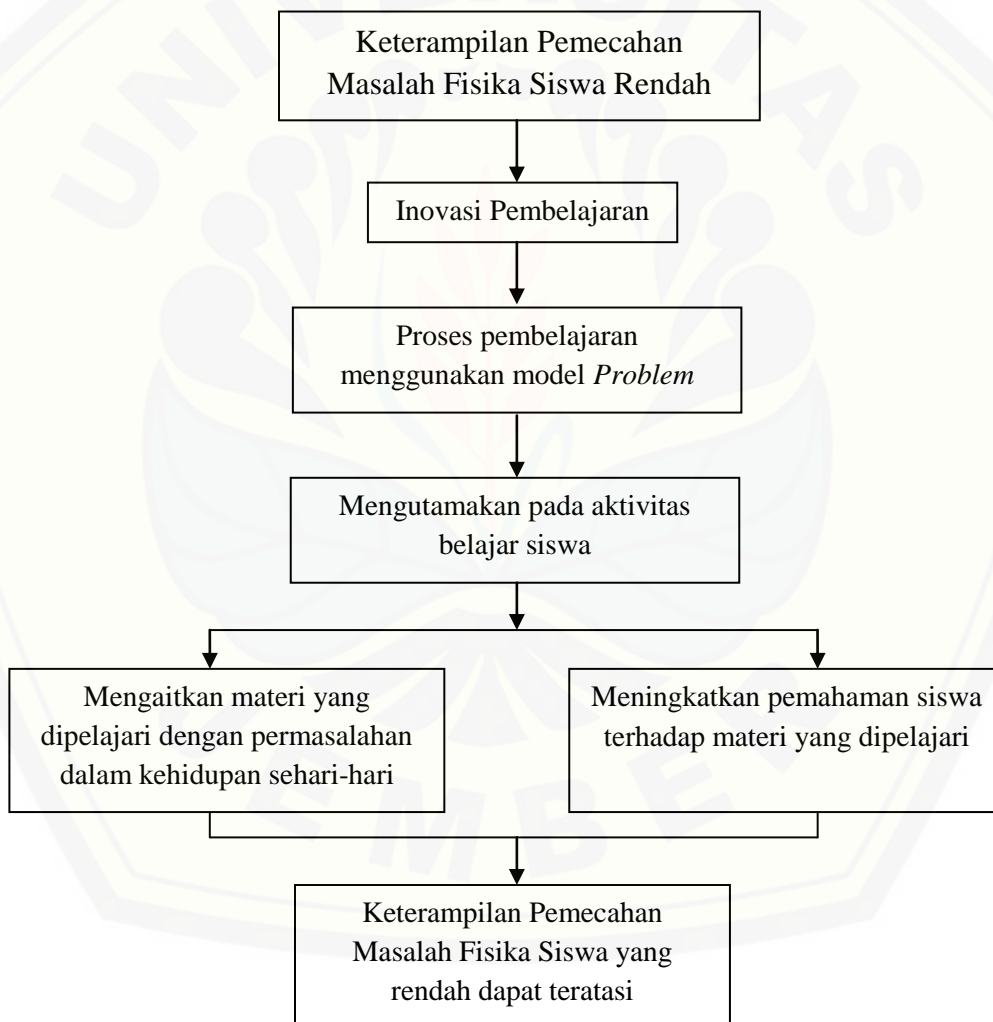 UNIVERSITAS
Keterampilan Pemecahan
Masalah Fisika Siswa Rendah
Inovasi Pembelajaran
Proses pembelajaran
menggunakan model Problem
Mengutamakan pada aktivitas
belajar siswa
Mengaitkan materi yang
dipelajari dengan permasalahan
dalam kehidupan sehari-hari
Meningkatkan pemahaman siswa
terhadap materi yang dipelajari
JEMBER
Keterampilan Pemecahan
Masalah Fisika Siswa yang
rendah dapat teratasi